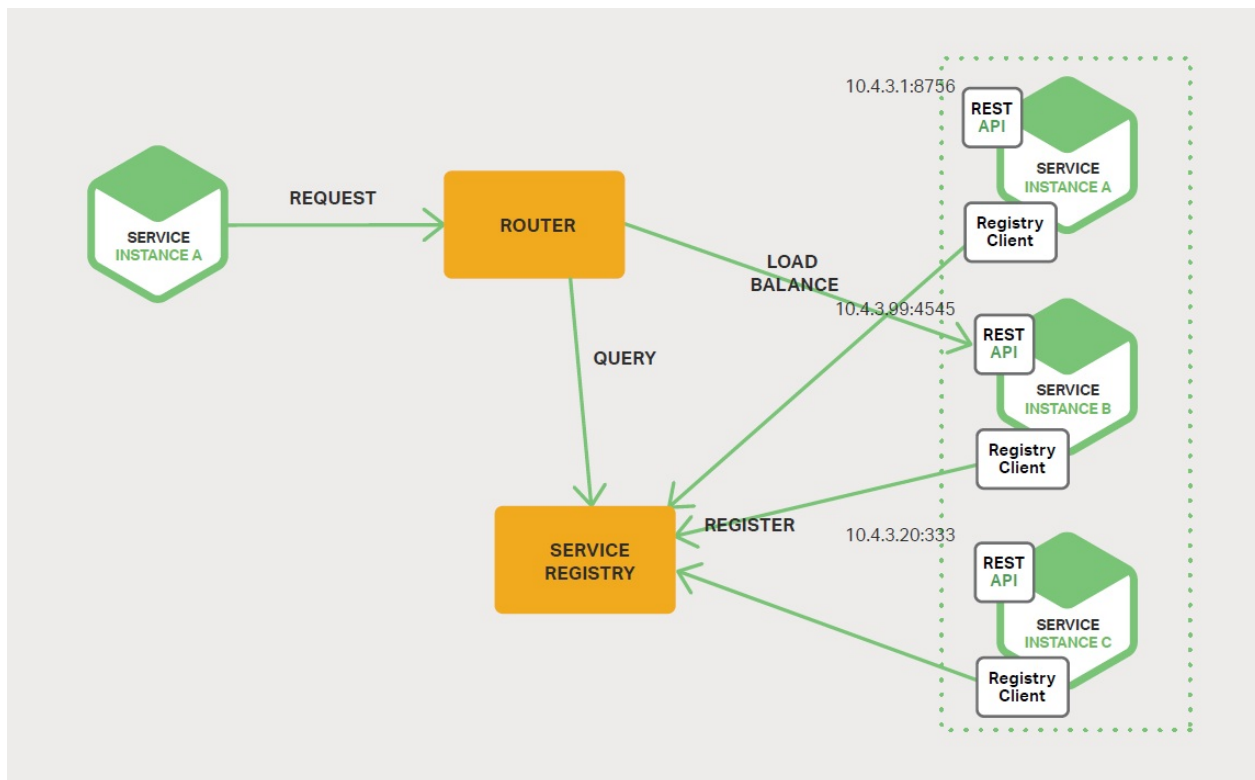 SERVICE
INSTANCE A
REQUEST
ROUTER
LOAD
BALANCE
QUERY
SERVICE
REGISTRY
REGISTER
10.4.3.1:8756
REST
API
SERVICE
INSTANCE A
Registry
Client
10.4.3.99:4545
REST
API
SERVICE
INSTANCE B
Registry
Client
10.4.3.20:333
REST
API
SERVICE
INSTANCE C
Registry
Client